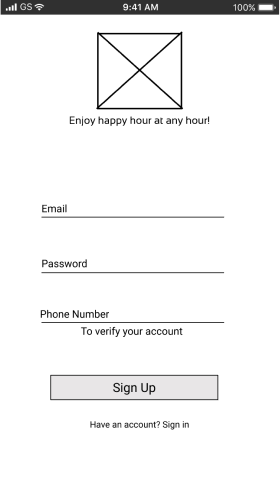 GS 9:41 AM 100%
Enjoy happy hour at any hour!
Email
Password
Phone Number
To verify your account
Sign Up
Have an account? Sign in